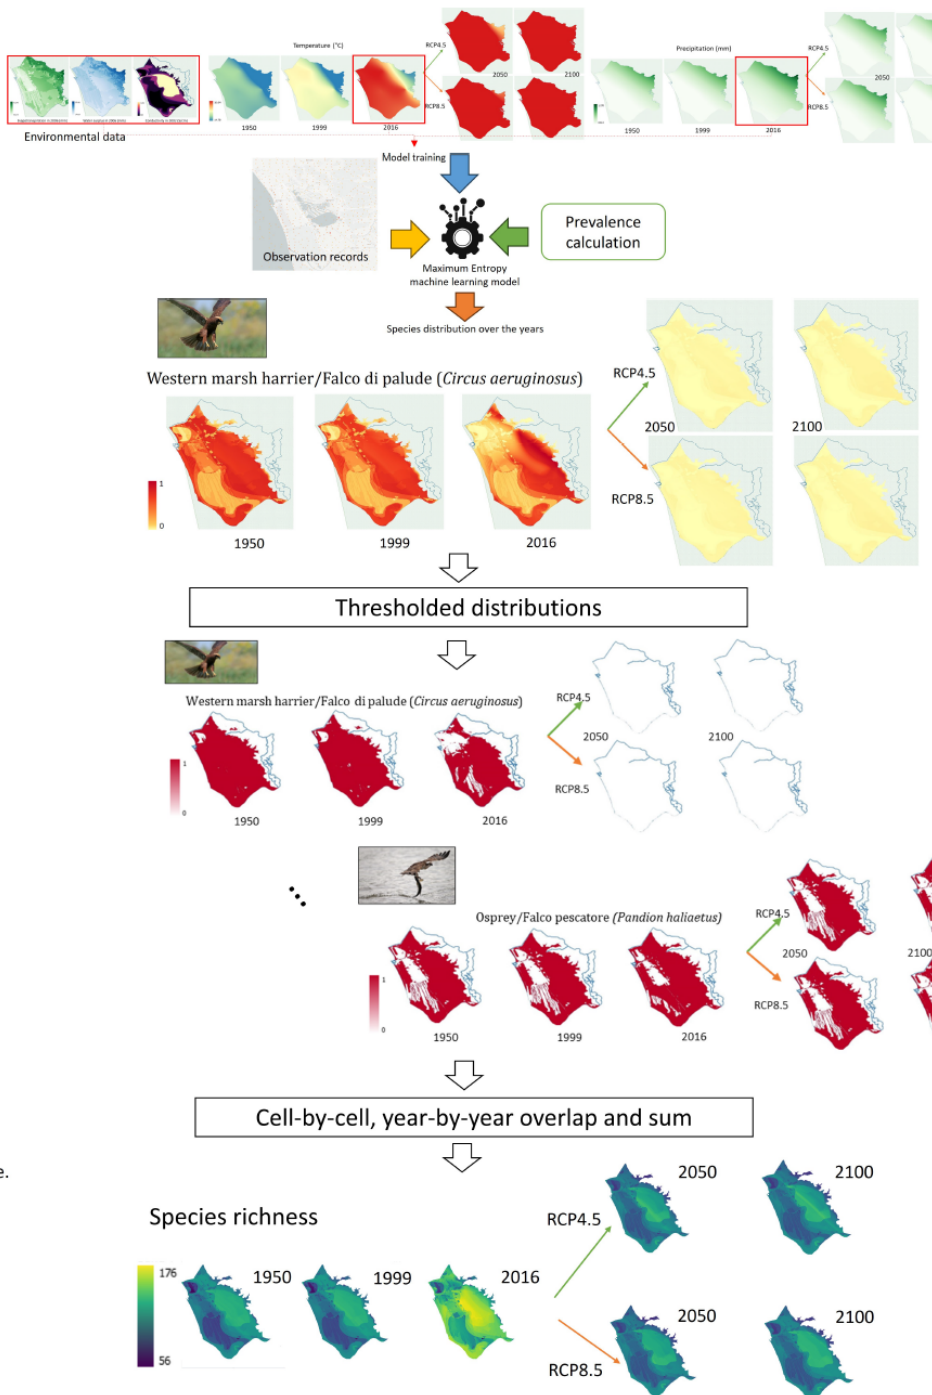 Temperature (°C)
RCP4.5
2050
2100
RCP8.5
1950
1999
2016
Precipitation (mm)
RCP4.5
2050
RCP8.5
1950
1999
2016
Environmental data
Model training
Observation records
Prevalence
calculation
Maximum Entropy
machine learning model
Species distribution over the years
Western marsh harrier/Falco di palude (Circus aeruginosus)
RCP4.5
2050
2100
RCP8.5
1
0
1950
1999
2016
Thresholded distributions
Western marsh harrier/Falco di palude (Circus aeruginosus)
RCP4.5
2050
2100
RCP8.5
1
0
1950
1999
2016
Osprey/Falco pescatore (Pandion haliaetus)
RCP4.5
2050
2100
RCP8.5
1
0
1950
1999
2016
Cell-by-cell, year-by-year overlap and sum
e.
Species richness
RCP4.5
2050
2100
176
56
1950
1999
2016
RCP8.5
2050
2100